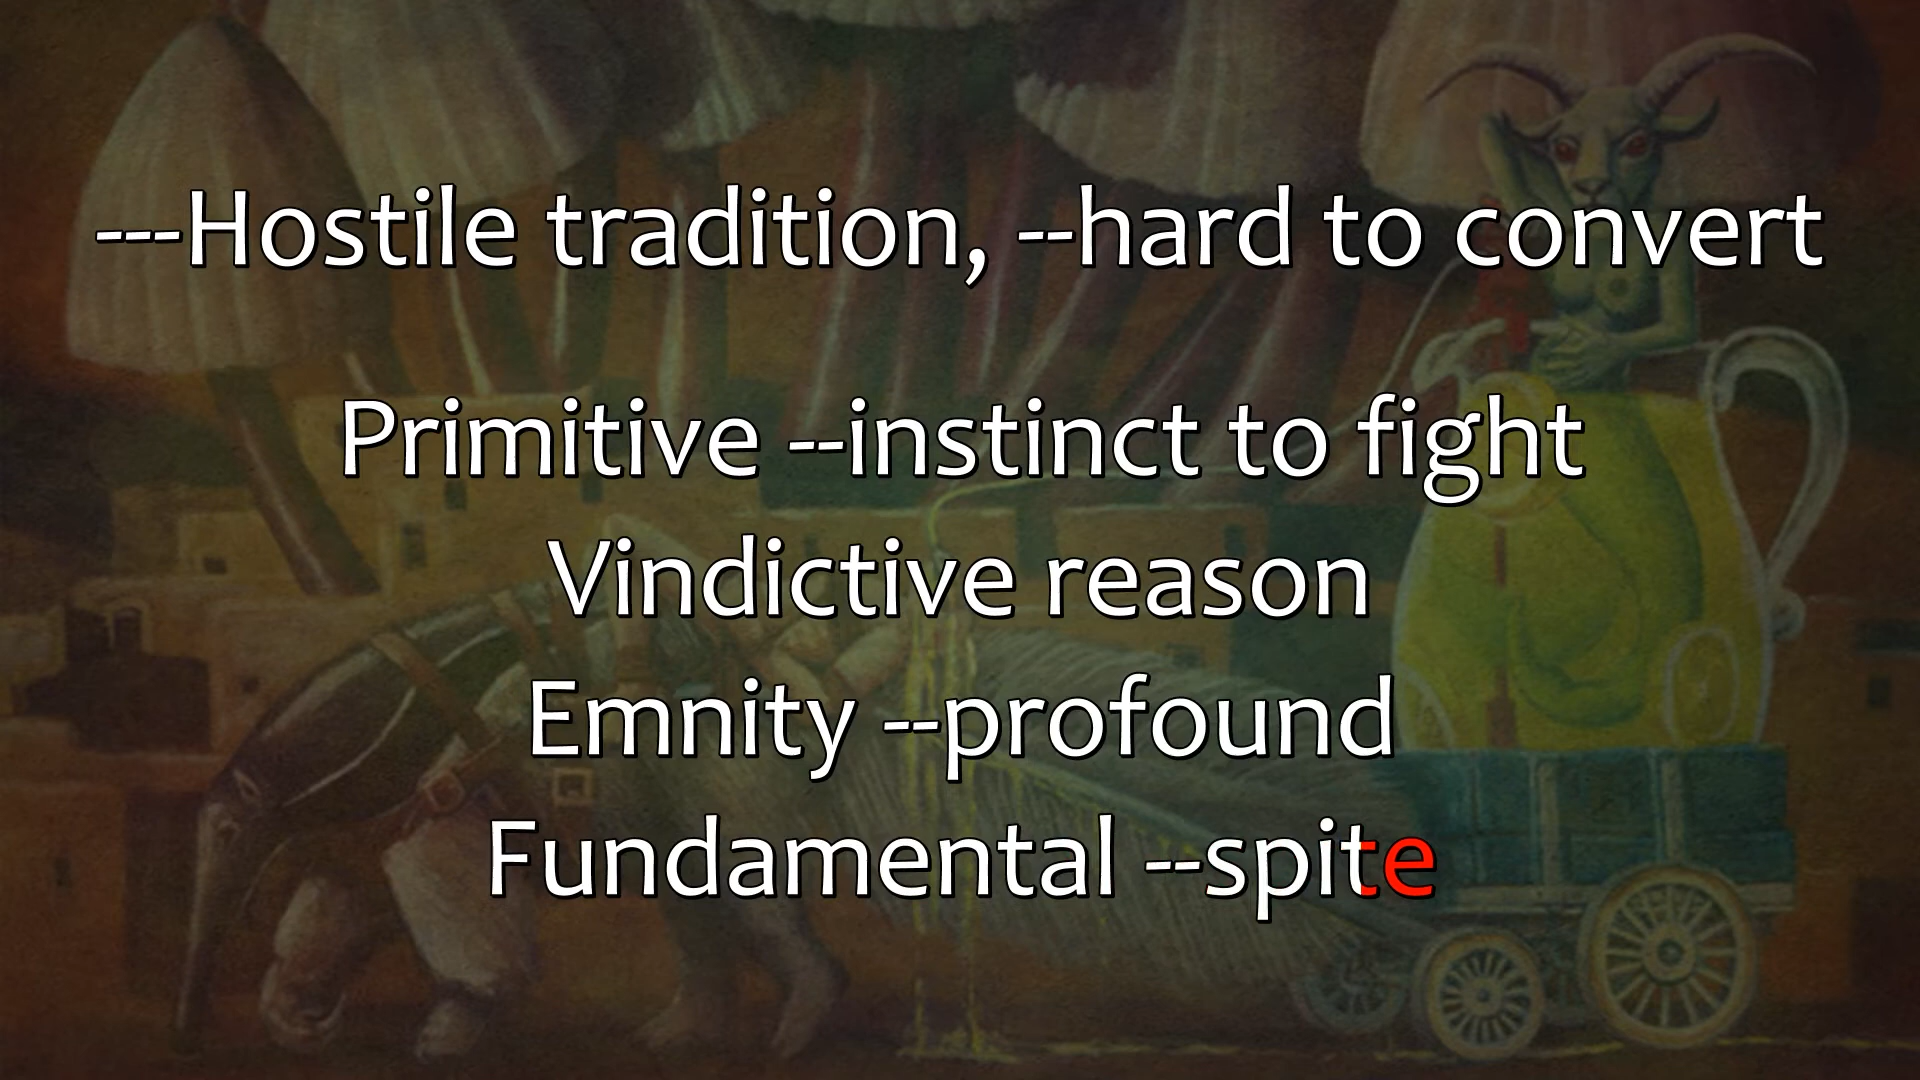 ---Hostile tradition, --hard to convert
Primitive --instinct to fight
Vindictive reason
Emnity --profound
Fundamental --spite